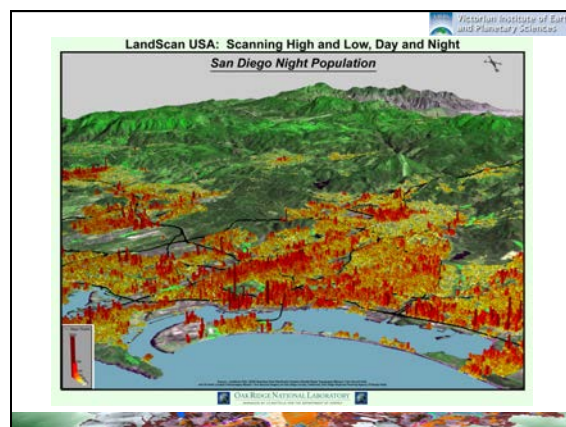 Victorian Institute of Earth
and Planetary Sciences
LandScan USA: Scanning High and Low, Day and Night
San Diego Night Population
OAK RIDGE NATIONAL LABORATORY